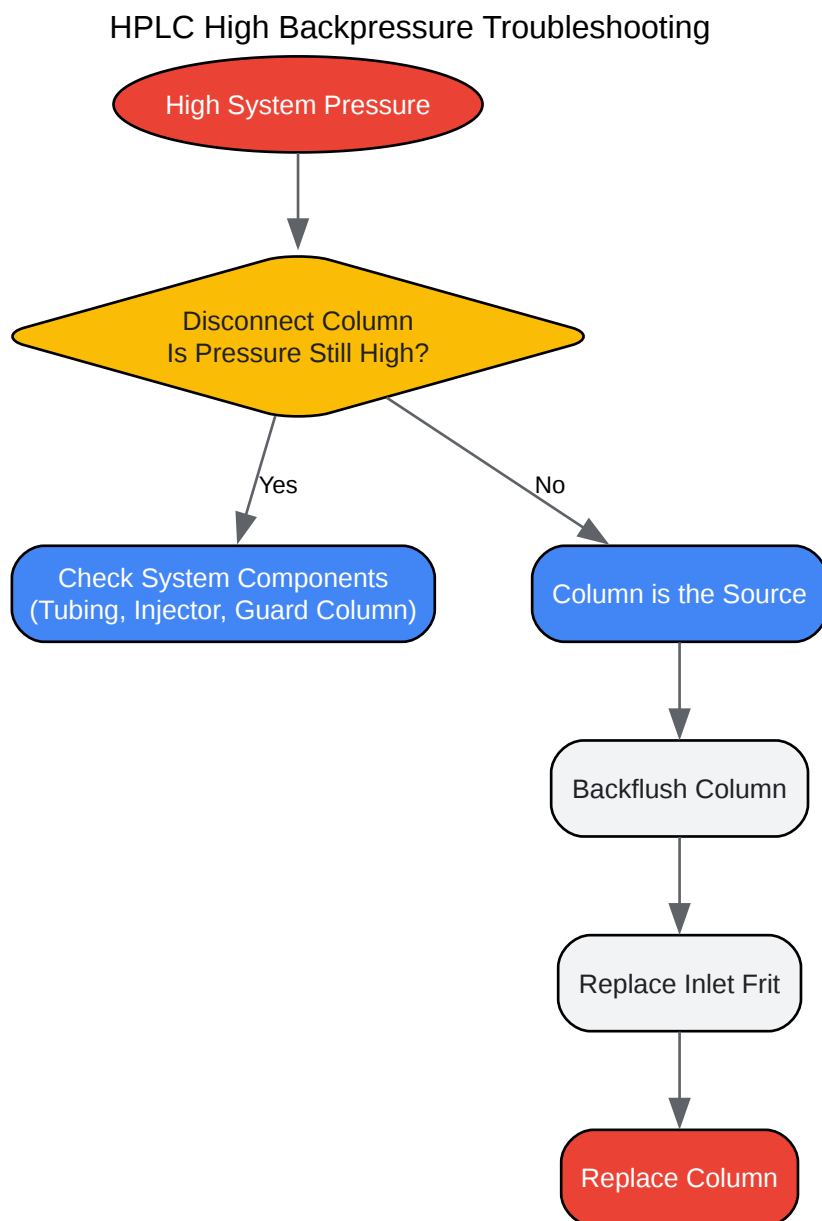 HPLC High Backpressure Troubleshooting
High System Pressure
Disconnect Column
Is Pressure Still High?
Yes
No
Check System Components
(Tubing, Injector, Guard Column)
Column is the Source
Backflush Column
Replace Inlet Frit
Replace Column